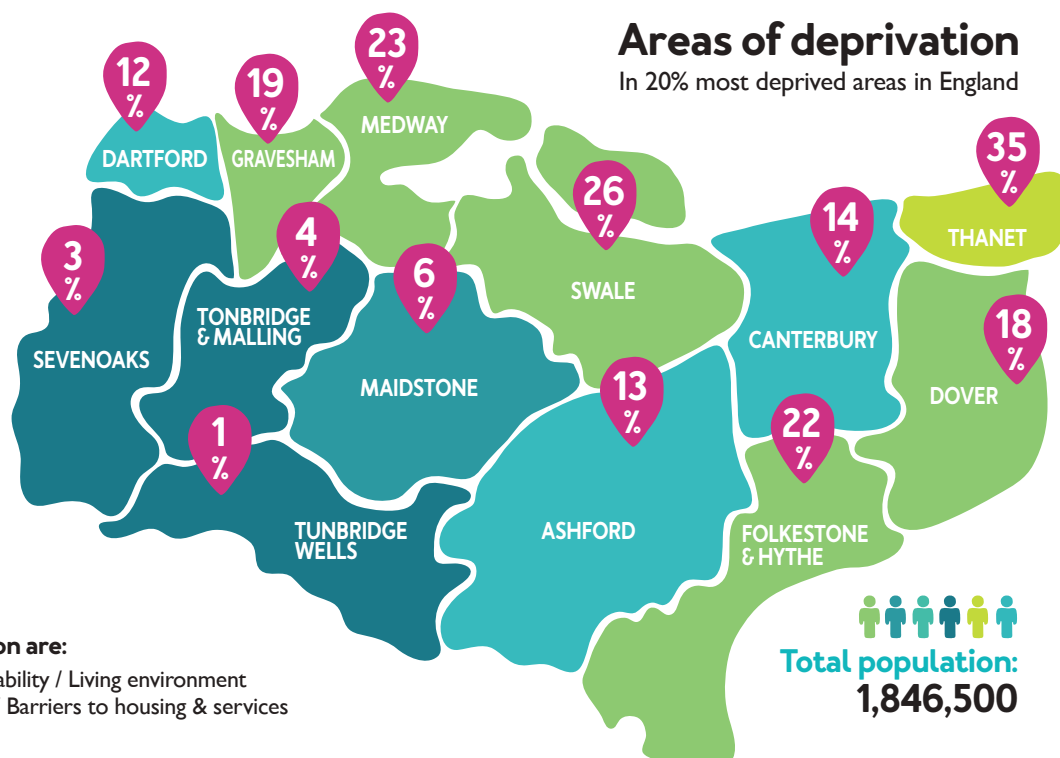 Areas of deprivation
In 20% most deprived areas in England
12
%
DARTFORD
19
%
GRAVESHAM
23
%
MEDWAY
35
%
THANET
3
%
SEVENOAKS
4
%
TONBRIDGE
& MALLING
6
%
MAIDSTONE
26
%
SWALE
14
%
CANTERBURY
18
%
DOVER
1
%
TUNBRIDGE
WELLS
13
%
ASHFORD
22
%
FOLKESTONE
& HYTHE
Total population:
1,846,500
are:
/ Living environment
/ Barriers to housing & services